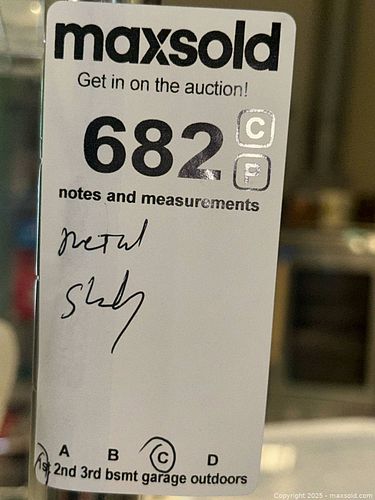 maxsold
Get in on the auction!
682 C
P
notes and measurements
metal
A B C D
1st 2nd 3rd bsmt garage outdoors
Copyright 2025 - maxsold.com